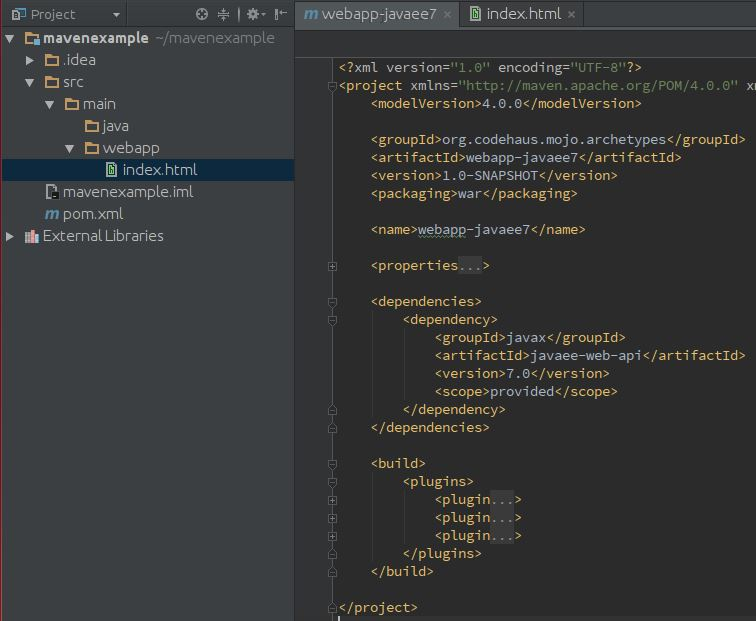 Project
mavenexample ~/mavenexample
.idea
src
main
java
webapp
index.html
mavenexample.iml
pom.xml
External Libraries
webapp-javaee7
index.html
<?xml version="1.0" encoding="UTF-8"?>
<project xmlns="http://maven.apache.org/POM/4.0.0"
<modelVersion>4.0.0</modelVersion>
<groupId>org.codehaus.mojo.archetypes</groupId>
<artifactId>webapp-javaee7</artifactId>
<version>1.0-SNAPSHOT</version>
<packaging>war</packaging>
<name>webapp-javaee7</name>
<properties...>
<dependencies>
<dependency>
<groupId>javax</groupId>
<artifactId>javaee-web-api</artifactId>
<version>7.0</version>
<scope>provided</scope>
</dependency>
</dependencies>
<build>
<plugins>
<plugin...>
<plugin...>
<plugin...>
</plugins>
</build>
</project>